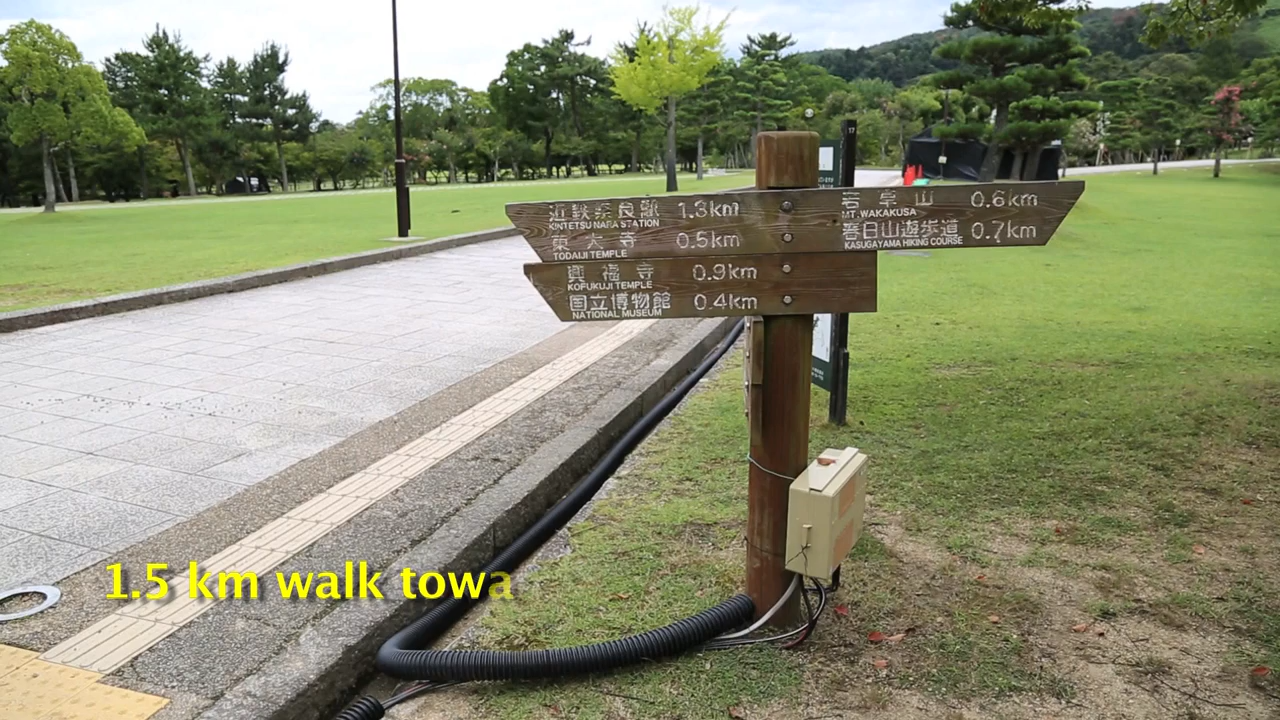 近鉄奈良駅 1.3km
KINTETSU NARA STATION
東大寺 0.5km
TODAIJI TEMPLE
若草山 0.6km
MT. WAKAKUSA
春日山遊歩道 0.7km
KASUGAYAMA HIKING COURSE
興福寺 0.9km
KOFUKUJI TEMPLE
国立博物館 0.4km
NATIONAL MUSEUM
17
1.5 km walk towa